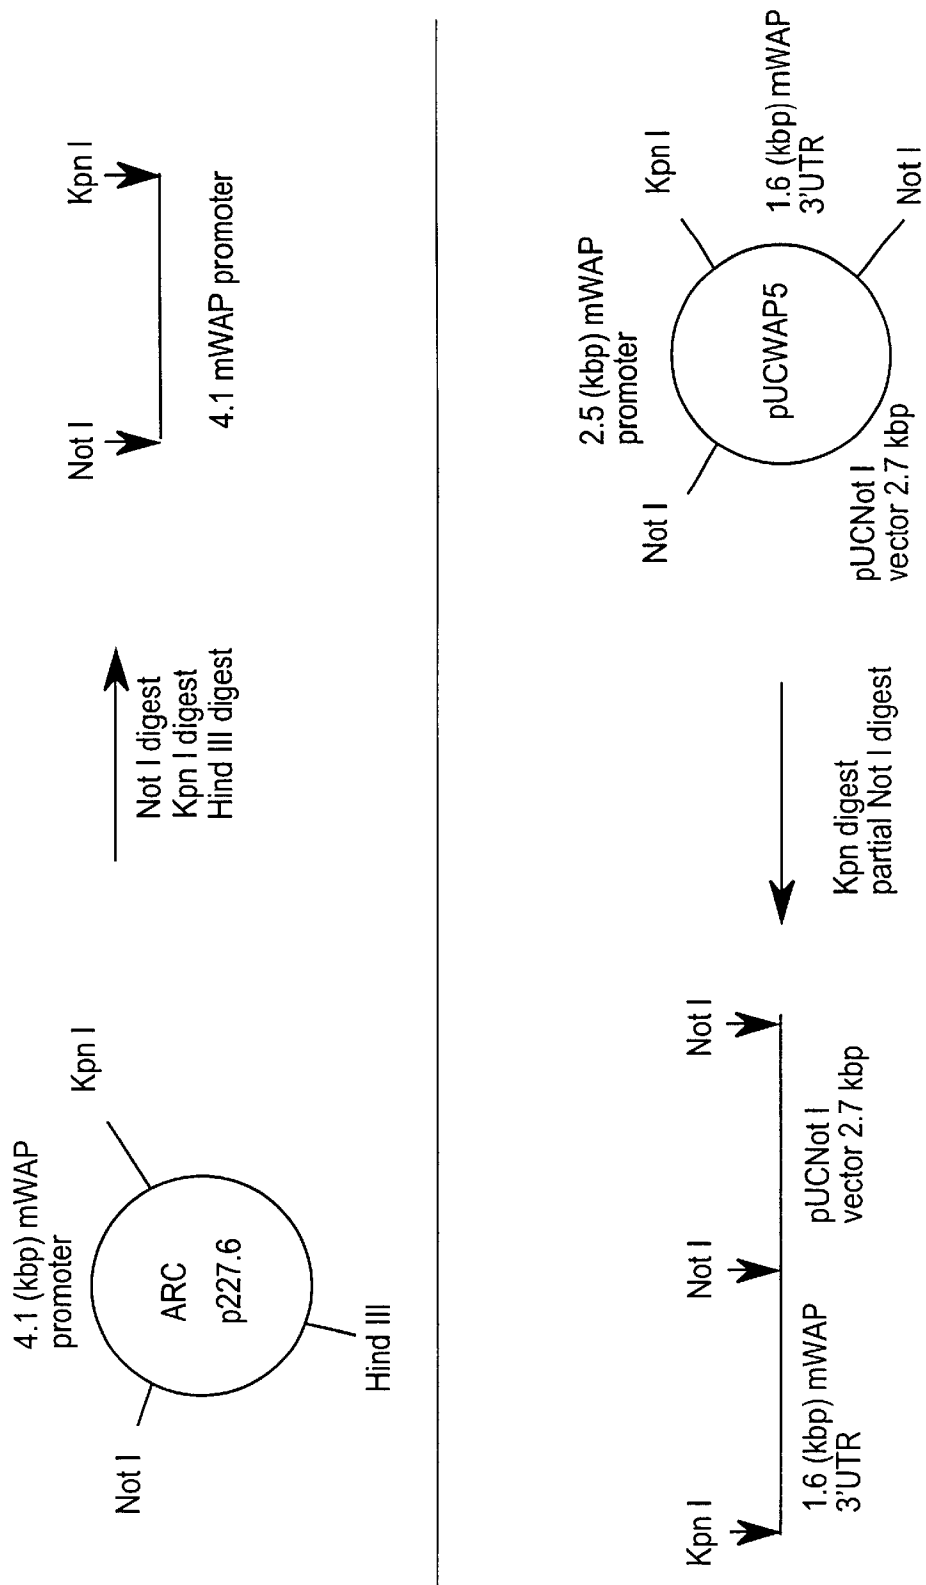 4.1 (kbp) mWAP
promoter
Kpn I
ARC
p227.6
Not I
Hind III
Not I digest
Kpn I digest
Hind III digest
Not I
Kpn I
4.1 mWAP promoter
Kpn I
Not I
Not I
1.6 (kbp) mWAP
3'UTR
pUCNot I
vector 2.7 kbp
Kpn digest
partial Not I digest
2.5 (kbp) mWAP
promoter
Kpn I
Not I
pUCWAP5
1.6 (kbp) mWAP
3'UTR
pUCNot I
vector 2.7 kbp
Not I